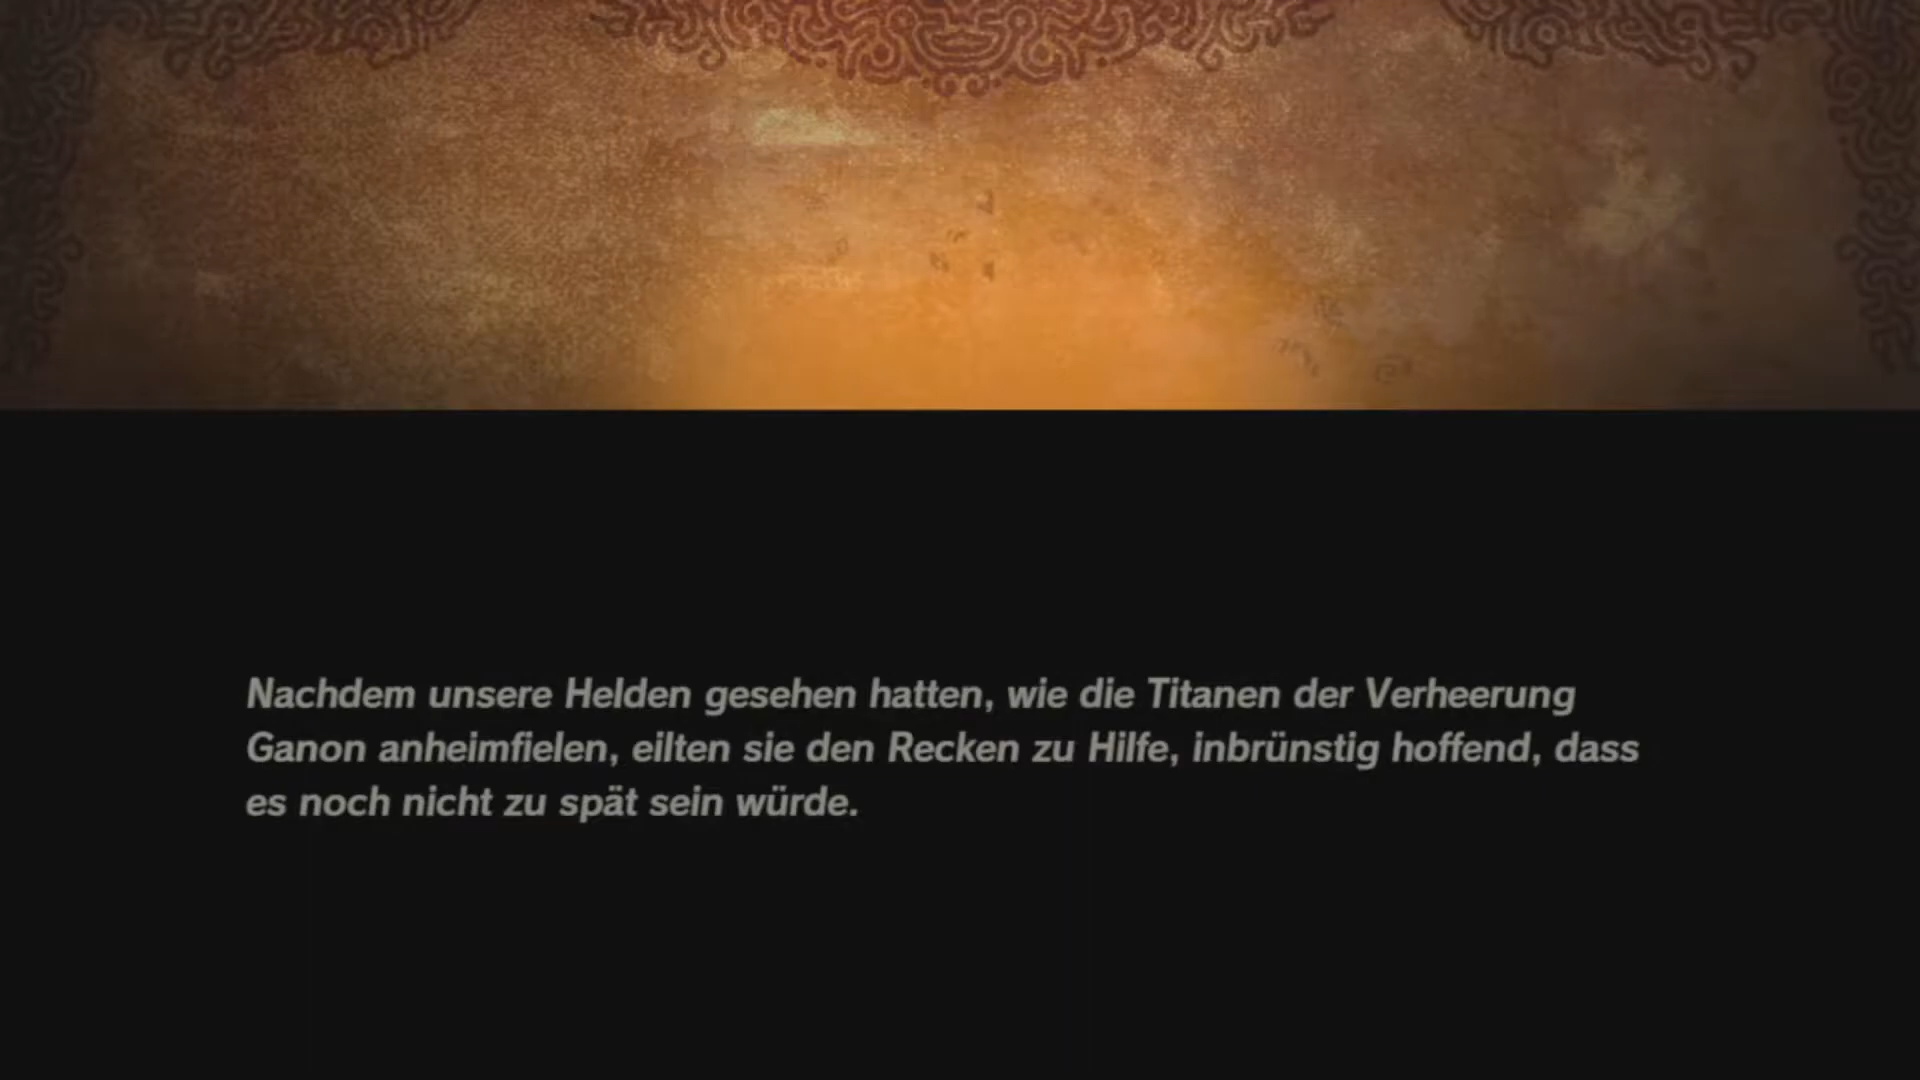 Nachdem unsere Helden gesehen hatten, wie die Titanen der Verheerung
Ganon anheimfielen, eilten sie den Recken zu Hilfe, inbrünstig hoffend, dass
es noch nicht zu spät sein würde.